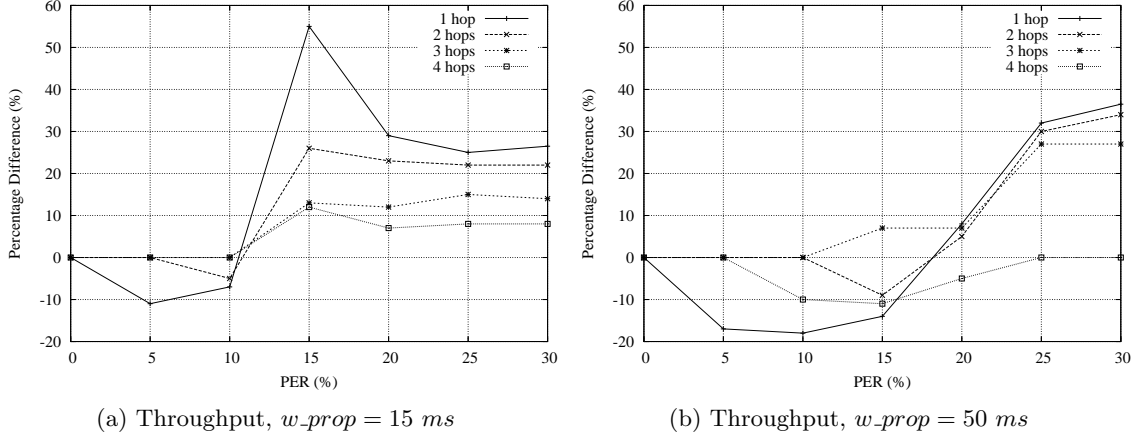 60
50
40
30
20
10
0
-10
-20
Percentage Difference (%)
1 hop
2 hops
3 hops
4 hops
0 5 10 15 20 25 30
PER (%)
(a) Throughput, w_prop = 15 ms
60
50
40
30
20
10
0
-10
-20
Percentage Difference (%)
1 hop
2 hops
3 hops
4 hops
0 5 10 15 20 25 30
PER (%)
(b) Throughput, w_prop = 50 ms